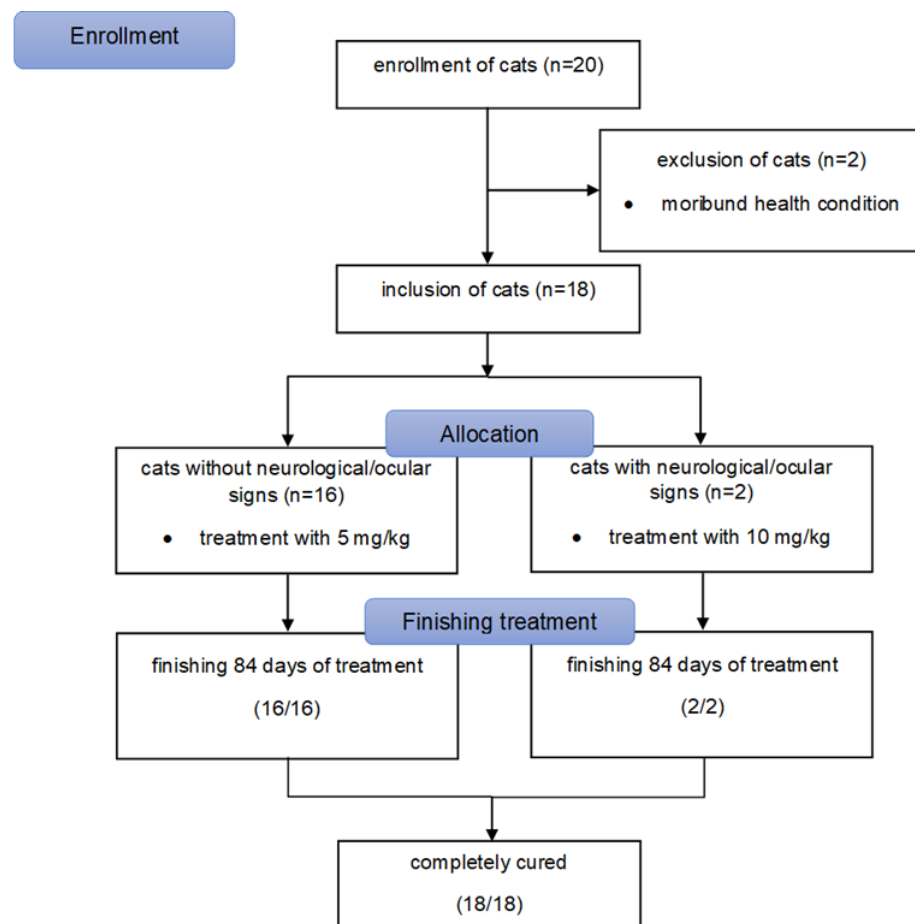 Enrollment
enrollment of cats (n=20)
exclusion of cats (n=2)
• moribund health condition
inclusion of cats (n=18)
Allocation
cats without neurological/ocular
signs (n=16)
• treatment with 5 mg/kg
cats with neurological/ocular
signs (n=2)
• treatment with 10 mg/kg
Finishing treatment
finishing 84 days of treatment
(16/16)
finishing 84 days of treatment
(2/2)
completely cured
(18/18)